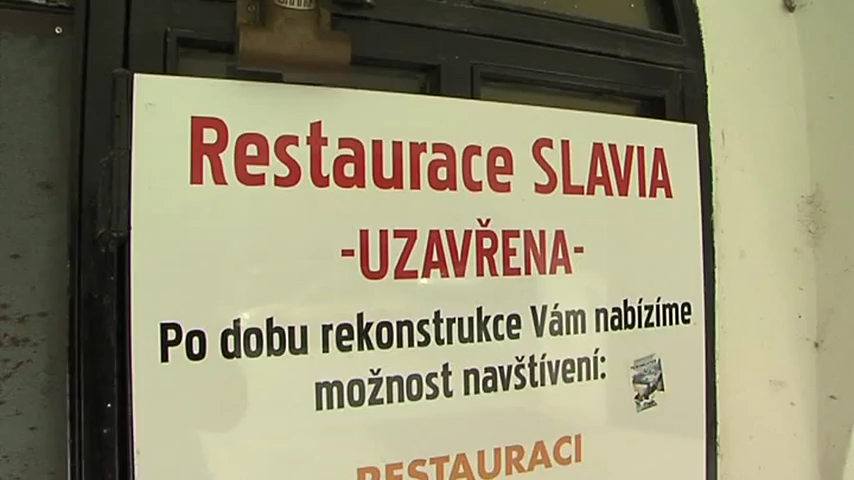 Restaurace SLAVIA
-UZAVŘENA-
Po dobu rekonstrukce Vám nabízíme
možnost navštívení:
RESTAURACI